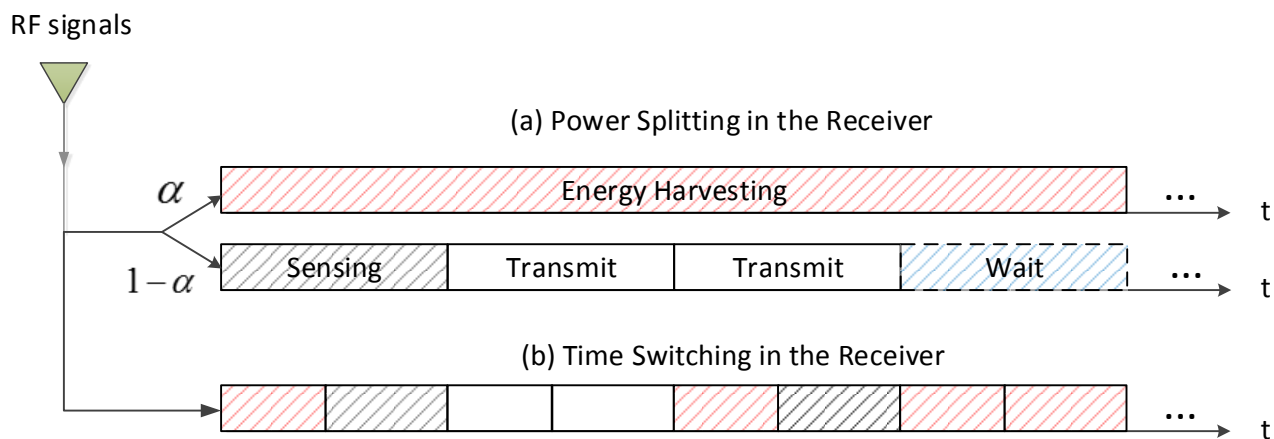 RF signals
(a) Power Splitting in the Receiver
α
Energy Harvesting
...
t
1−α
Sensing
Transmit
Transmit
Wait
...
t
(b) Time Switching in the Receiver
...
t